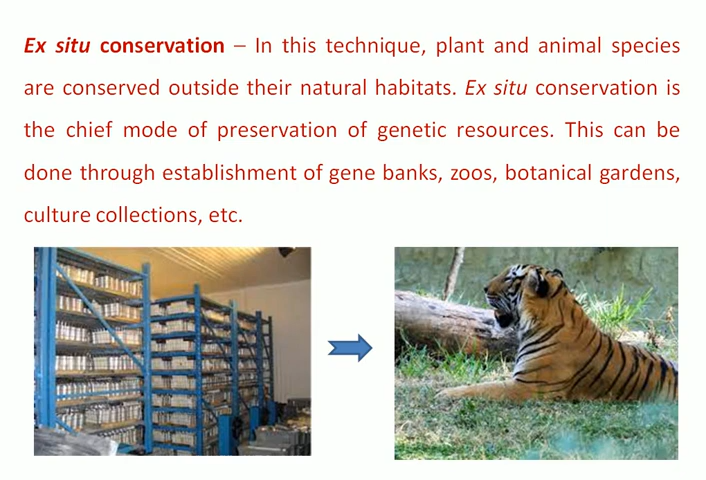 Ex situ conservation – In this technique, plant and animal species
are conserved outside their natural habitats. Ex situ conservation is
the chief mode of preservation of genetic resources. This can be
done through establishment of gene banks, zoos, botanical gardens,
culture collections, etc.